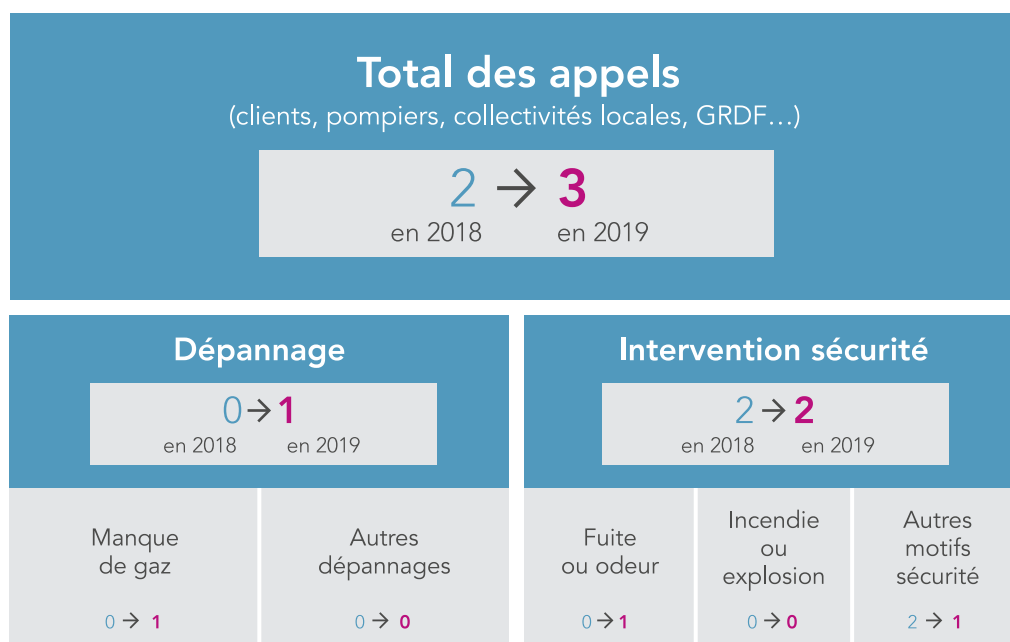 Total des appels
(clients, pompiers, collectivités locales, GRDF…)
2 → 3
en 2018 en 2019
Dépannage
0 → 1
en 2018 en 2019
Manque
de gaz
0 → 1
Autres
dépannages
0 → 0
Intervention sécurité
2 → 2
en 2018 en 2019
Fuite
ou odeur
0 → 1
Incendie
ou
explosion
0 → 0
Autres
motifs
sécurité
2 → 1